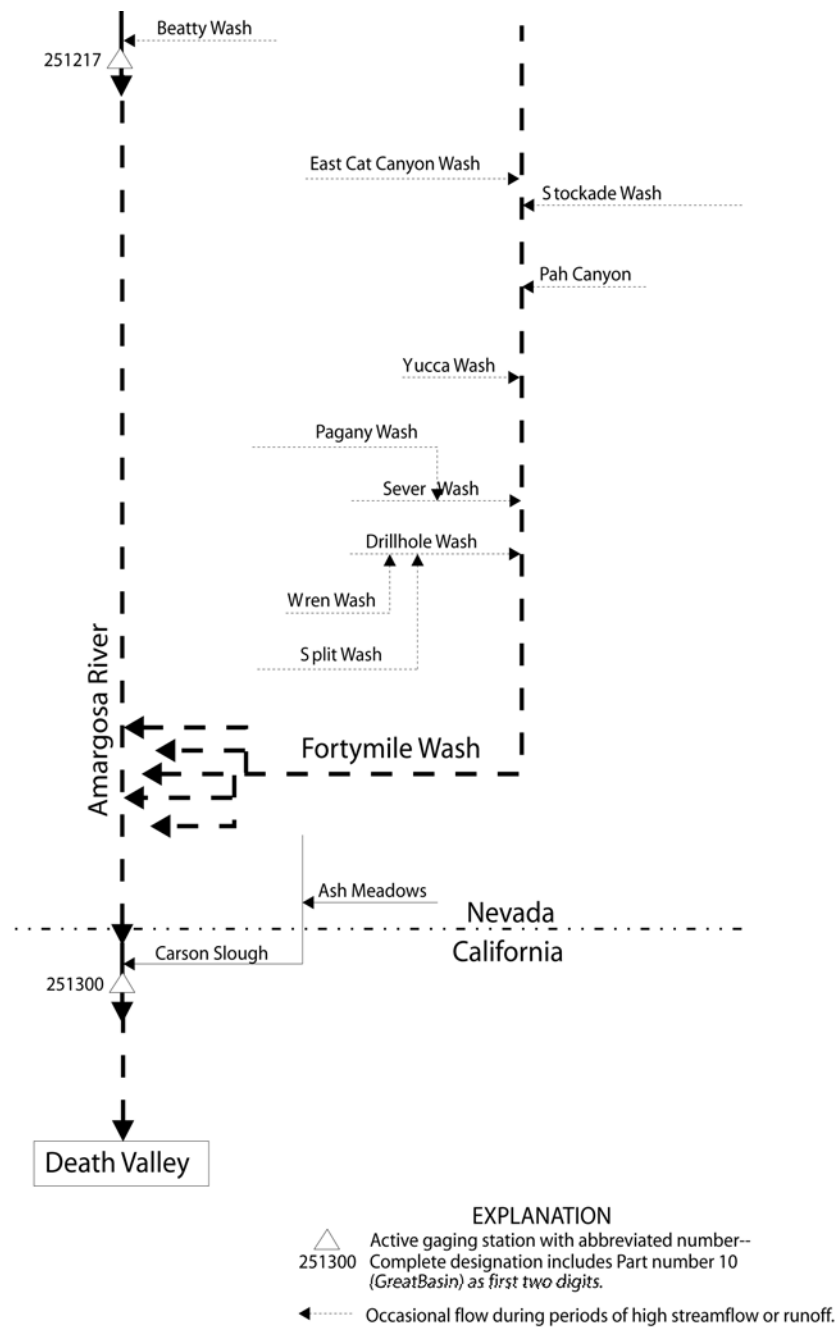 Beatty Wash
251217
East Cat Canyon Wash
Stockade Wash
Pah Canyon
Yucca Wash
Pagany Wash
Sever Wash
Drillhole Wash
Wren Wash
Split Wash
Amargosa River
Fortymile Wash
Ash Meadows
Nevada
California
Carson Slough
251300
Death Valley
EXPLANATION
Active gaging station with abbreviated number--
251300 Complete designation includes Part number 10
(GreatBasin) as first two digits.
Occasional flow during periods of high streamflow or runoff.